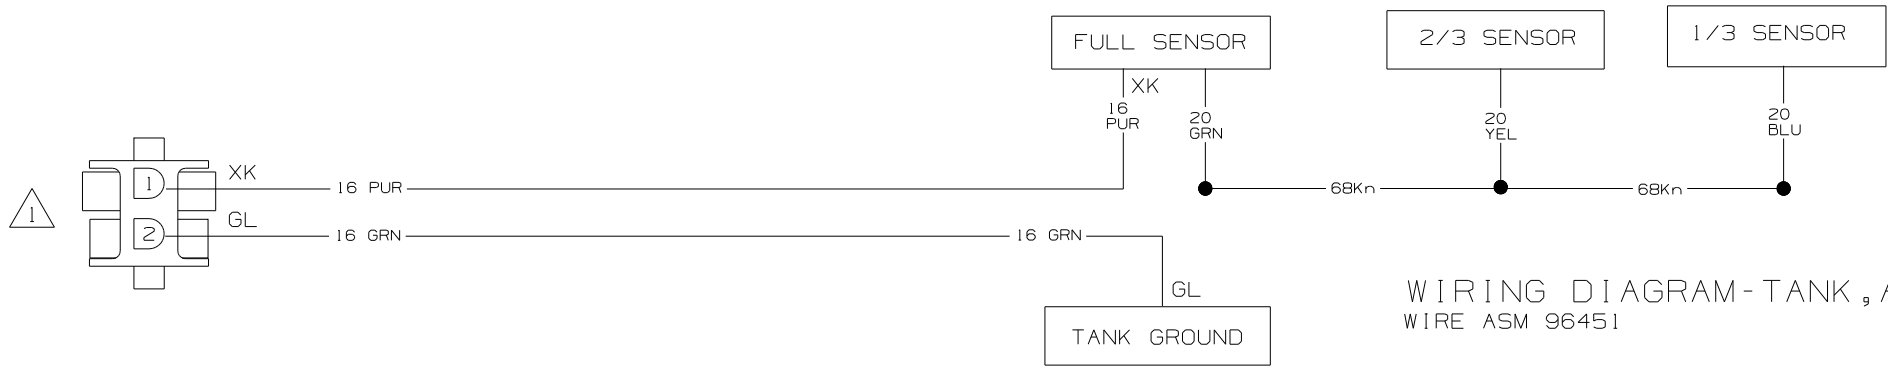 FULL SENSOR
2/3 SENSOR
1/3 SENSOR
XK
16
PUR
20
GRN
20
YEL
20
BLU
1
1
XK
16 PUR
68Kn
68Kn
2
GL
16 GRN
16 GRN
GL
TANK GROUND
WIRING DIAGRAM-TANK,
WIRE ASM 96451